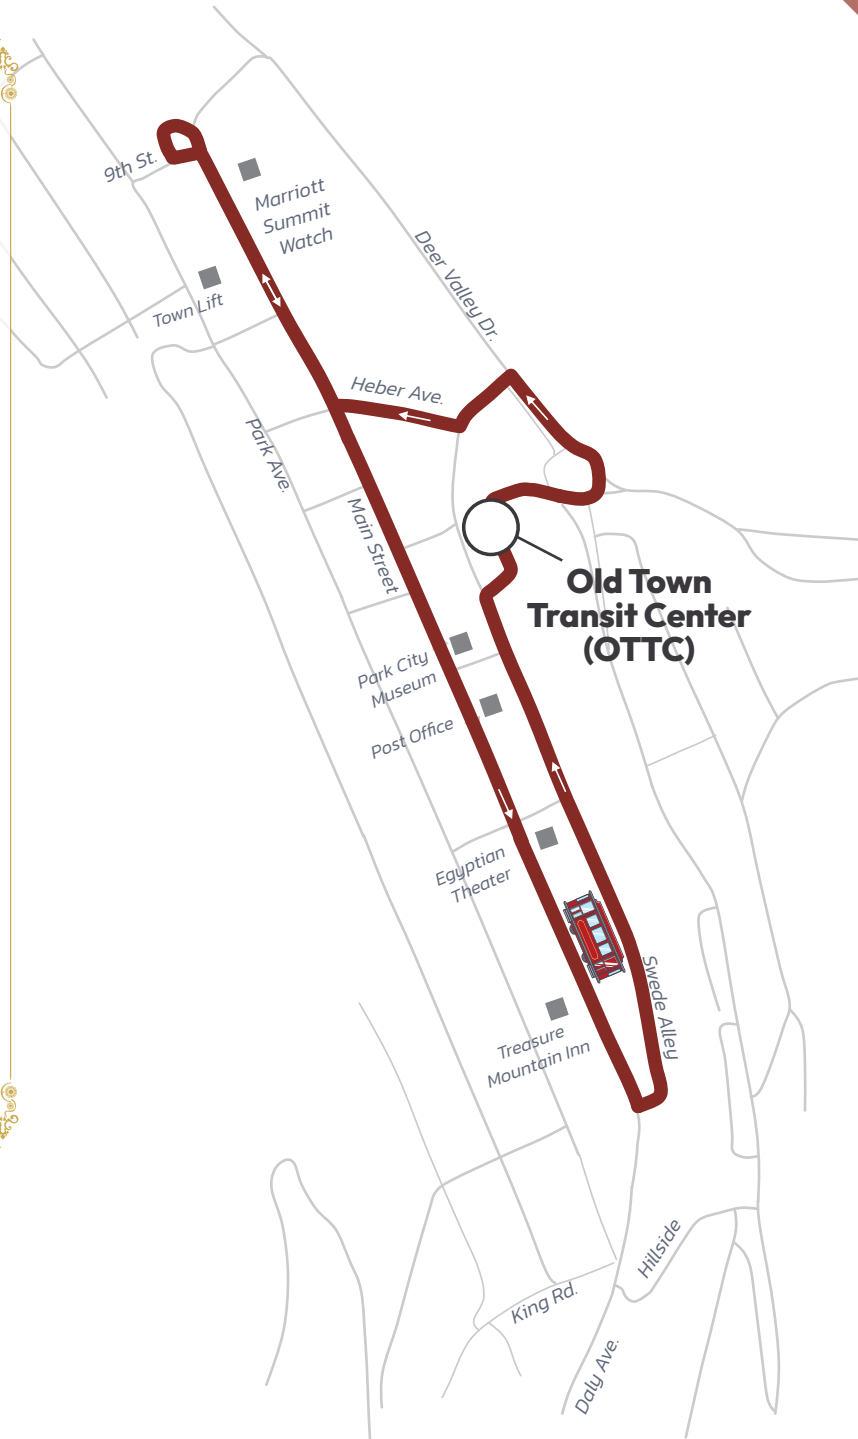 9th St.
Marriott
Summit
Watch
Deer Valley Dr.
Town Lift
Heber Ave.
Park Ave.
Main Street
Old Town
Transit Center
(OTTC)
Park City
Museum
Post Office
Egyptian
Theater
Swede Alley
Treasure
Mountain Inn
Hillside
King Rd.
Daly Ave.